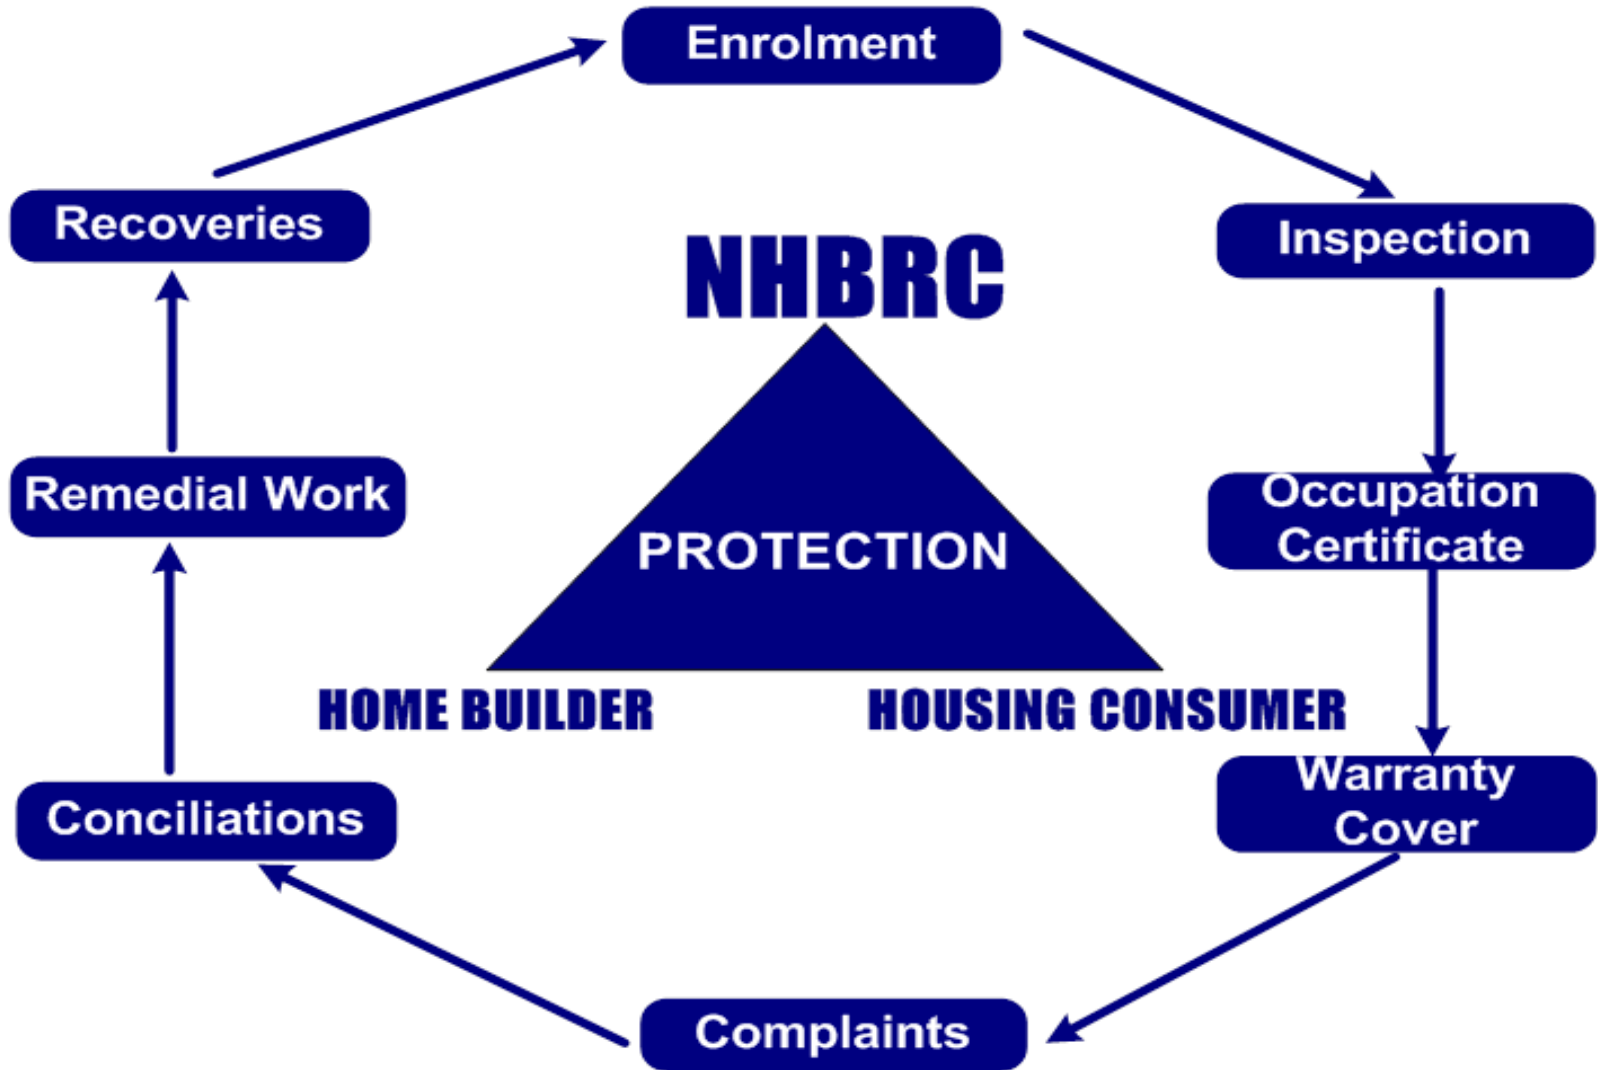 Enrolment
Recoveries
Inspection
NHBRC
Remedial Work
Occupation
Certificate
PROTECTION
HOME BUILDER
HOUSING CONSUMER
Conciliations
Warranty
Cover
Complaints